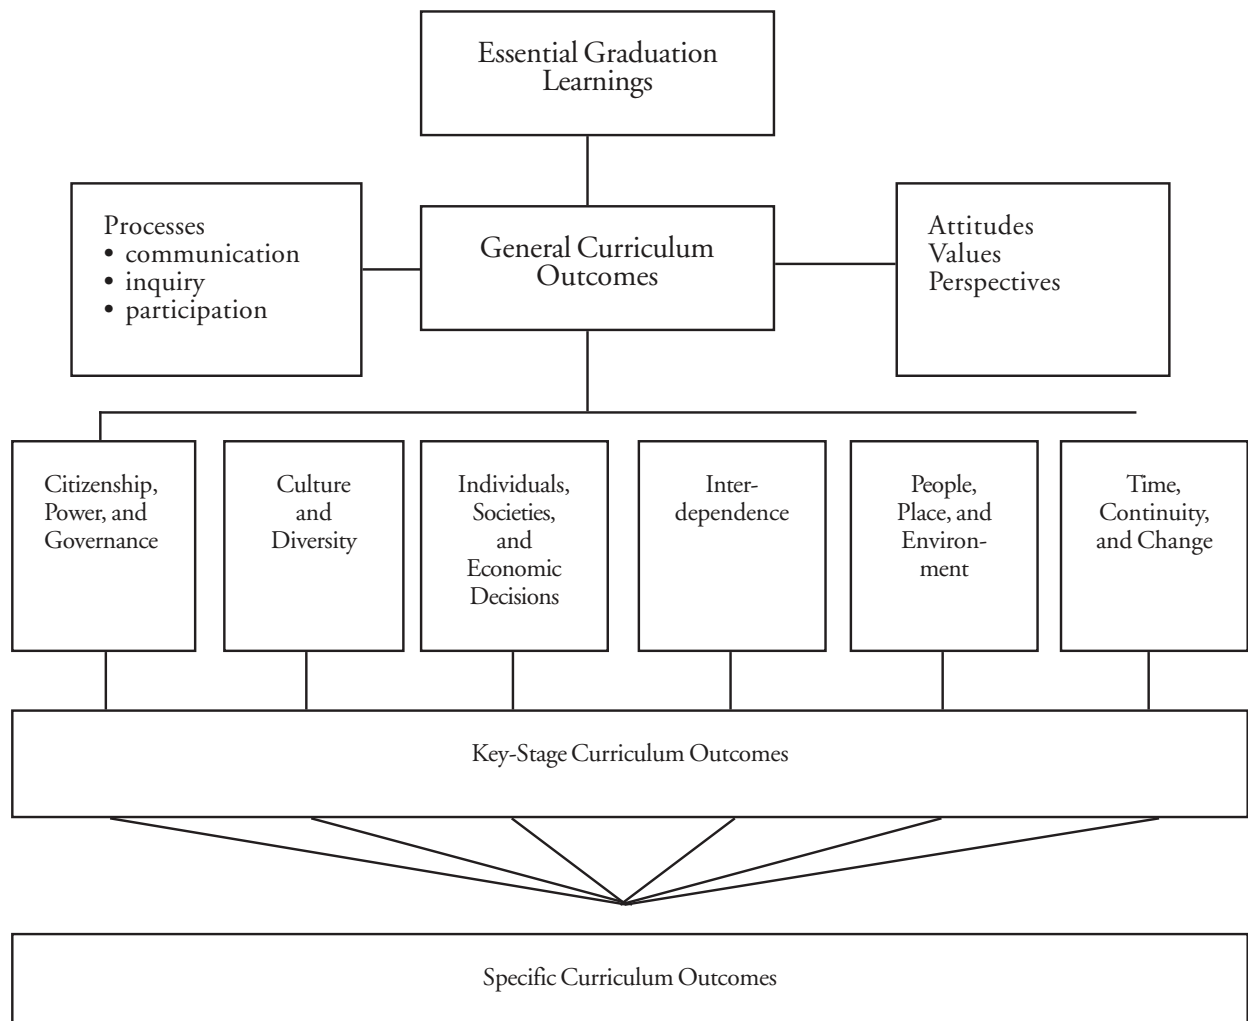 Essential Graduation
Learnings
Processes
• communication
• inquiry
• participation
General Curriculum
Outcomes
Attitudes
Values
Perspectives
Citizenship,
Power, and
Governance
Culture
and
Diversity
Individuals,
Societies,
and
Economic
Decisions
Inter-
dependence
People,
Place, and
Environ-
ment
Time,
Continuity,
and Change
Key-Stage Curriculum Outcomes
Specific Curriculum Outcomes